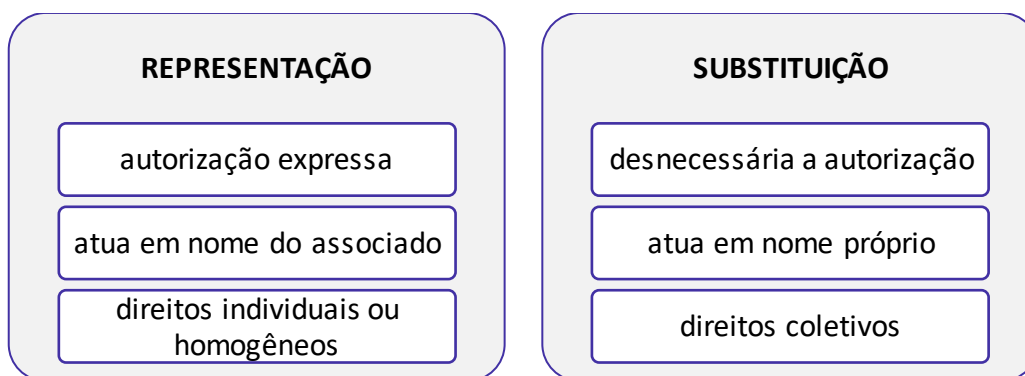 REPRESENTAÇÃO
autorização expressa
atua em nome do associado
direitos individuais ou
homogêneos
SUBSTITUIÇÃO
desnecessária a autorização
atua em nome próprio
direitos coletivos